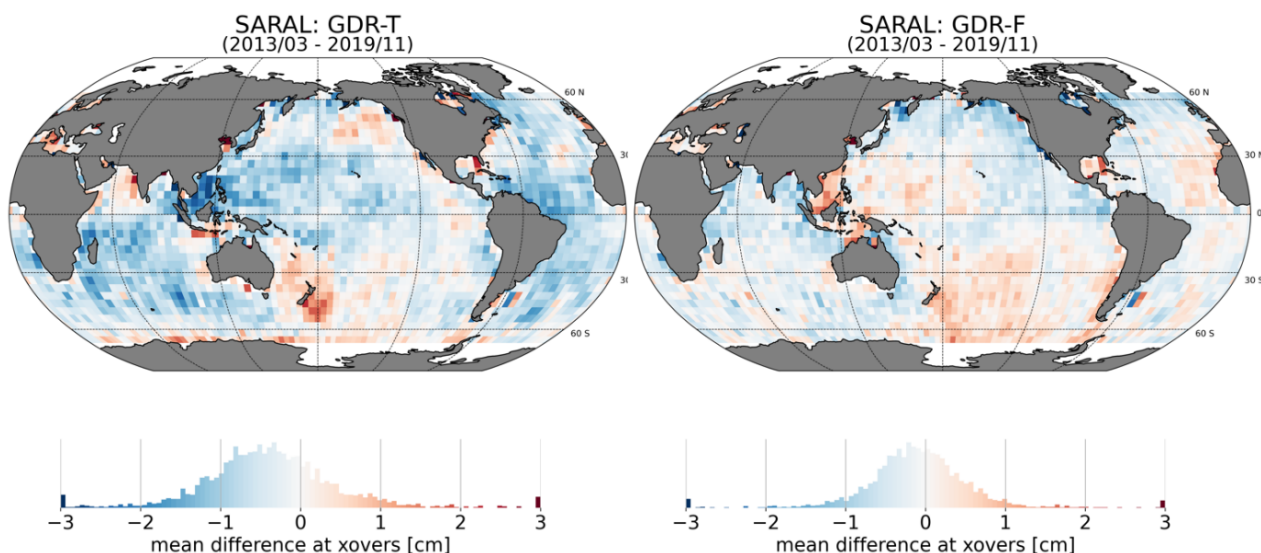 SARAL: GDR-T
(2013/03 - 2019/11)
60 N
30
30
60 S
−3 −2 −1 0 1 2 3
mean difference at xovers [cm]
SARAL: GDR-F
(2013/03 - 2019/11)
60 N
30N
0
30 S
60 S
−3 −2 −1 0 1 2 3
mean difference at xovers [cm]